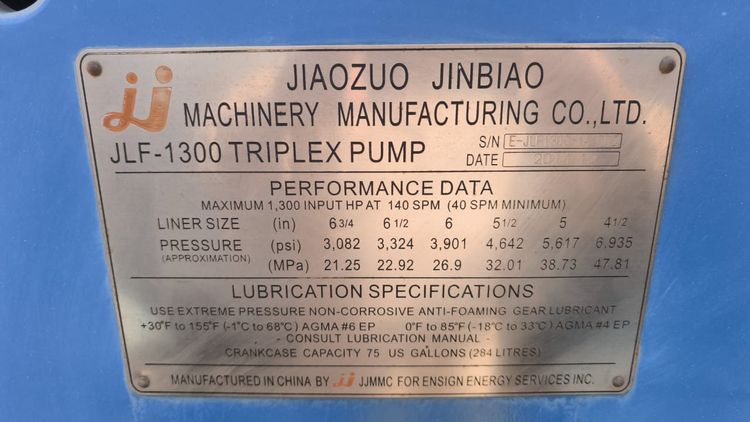 JJ
JIAOZUO JINBIAO
MACHINERY MANUFACTURING CO.,LTD.
JLF-1300 TRIPLEX PUMP
S/N
DATE
PERFORMANCE DATA
MAXIMUM 1,300 INPUT HP AT 140 SPM (40 SPM MINIMUM)
LINER SIZE (in) 6 3/4 6 1/2 6 5 1/2 5 4 1/2
PRESSURE (psi) 3,082 3,324 3,901 4,642 5,617 6,935
(APPROXIMATION) (MPa) 21.25 22.92 26.9 32.01 38.73 47.81
LUBRICATION SPECIFICATIONS
USE EXTREME PRESSURE NON-CORROSIVE ANTI-FOAMING GEAR LUBRICANT
+30°F to 155°F (-1°C to 68°C) AGMA #6 EP 0°F to 85°F (-18°C to 33°C) AGMA #4 EP
- CONSULT LUBRICATION MANUAL -
CRANKCASE CAPACITY 75 US GALLONS (284 LITRES)
MANUFACTURED IN CHINA BY JJ JJMMC FOR ENSIGN ENERGY SERVICES INC.